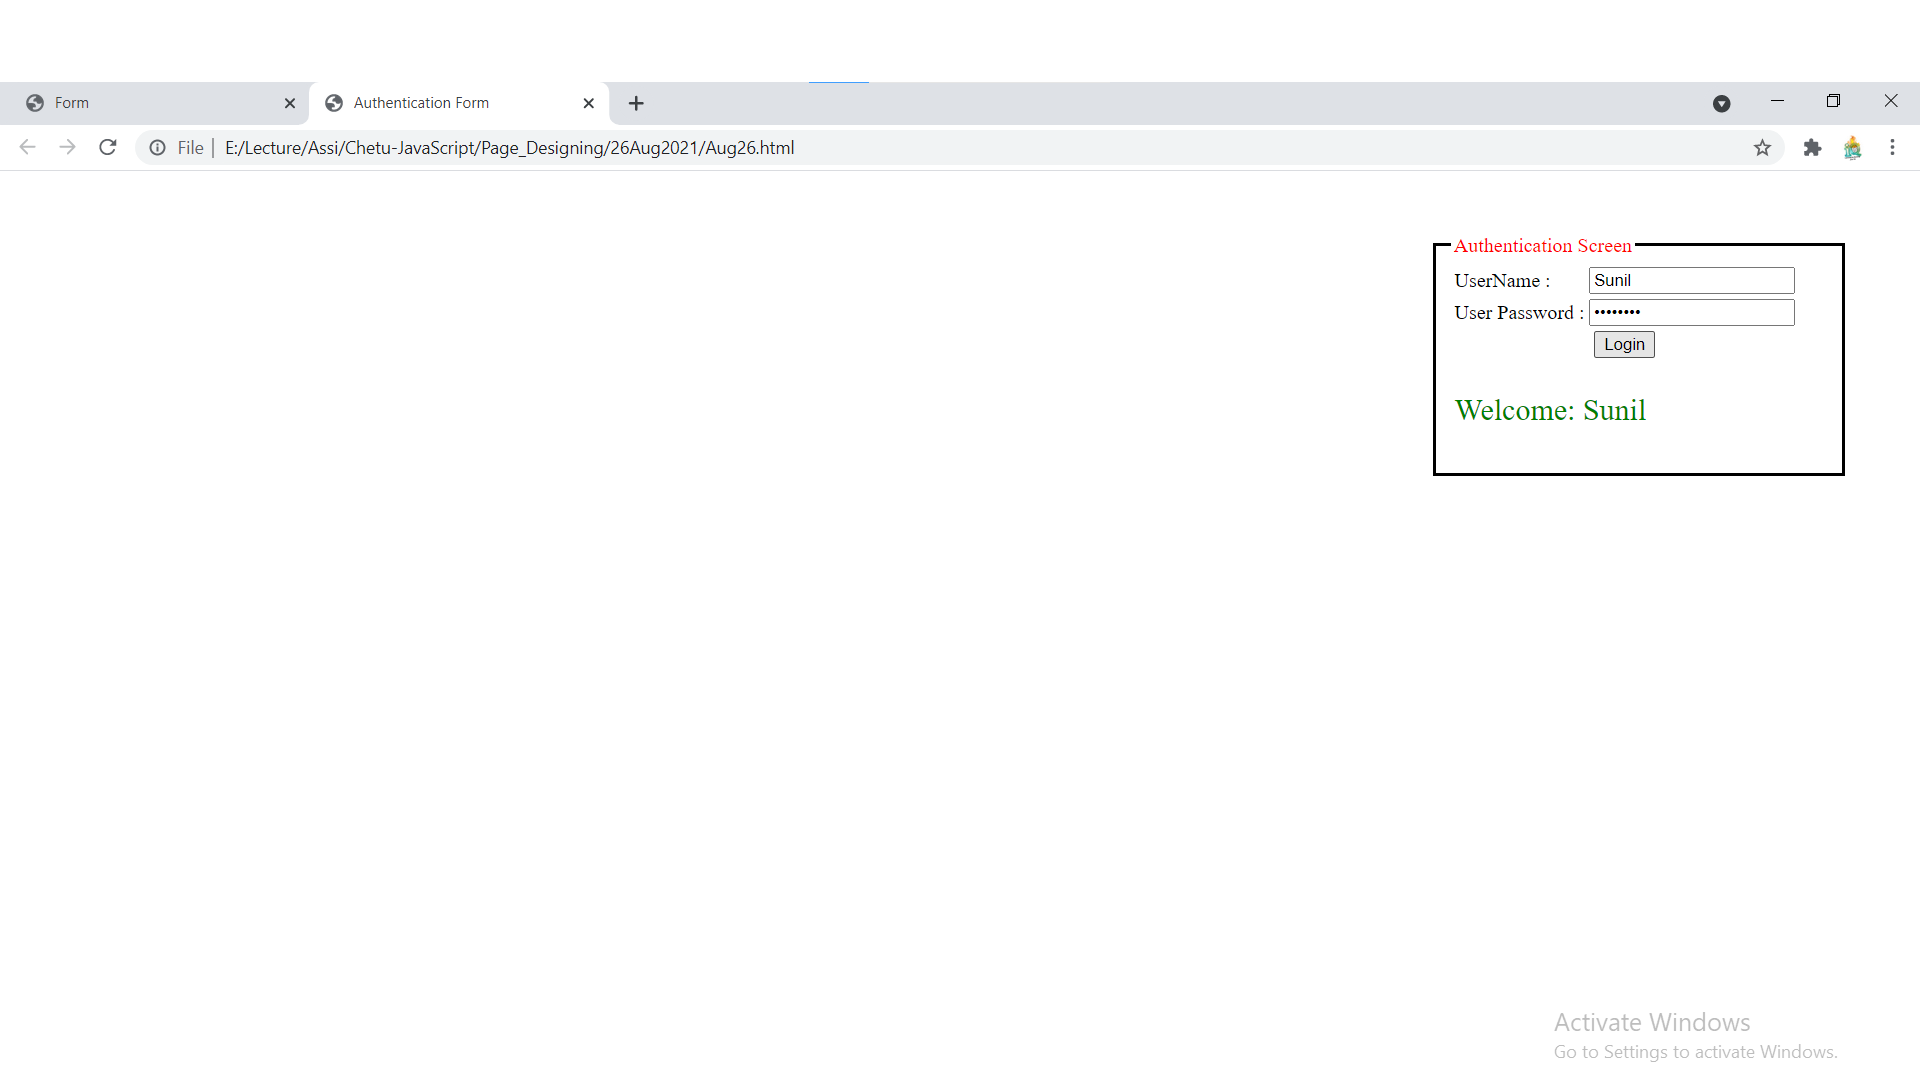 Form
Authentication Form
File | E:/Lecture/Assi/Chetu-JavaScript/Page_Designing/26Aug2021/Aug26.html
Authentication Screen
UserName : Sunil
User Password : ••••••••
Login
Welcome: Sunil
Activate Windows
Go to Settings to activate Windows.